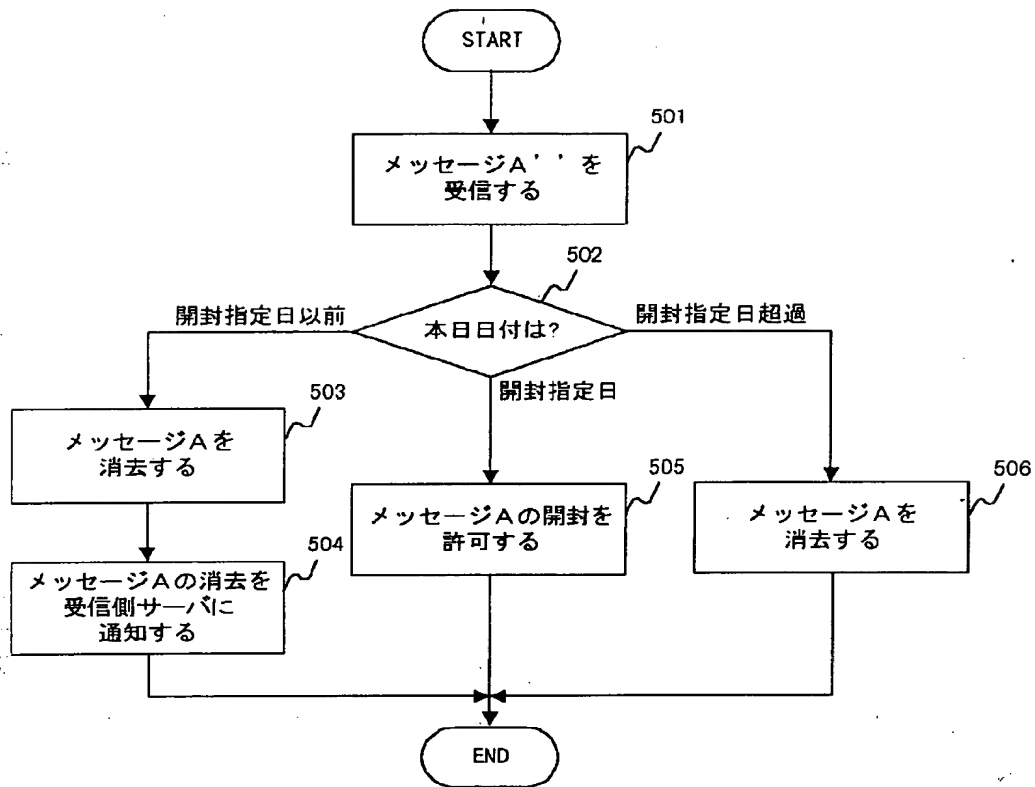 START
501
メッセージA''を
受信する
502
開封指定日以前
本日日付は?
開封指定日超過
開封指定日
503
メッセージAを
消去する
505
メッセージAの開封を
許可する
506
メッセージAを
消去する
504
メッセージAの消去を
受信側サーバに
通知する
END